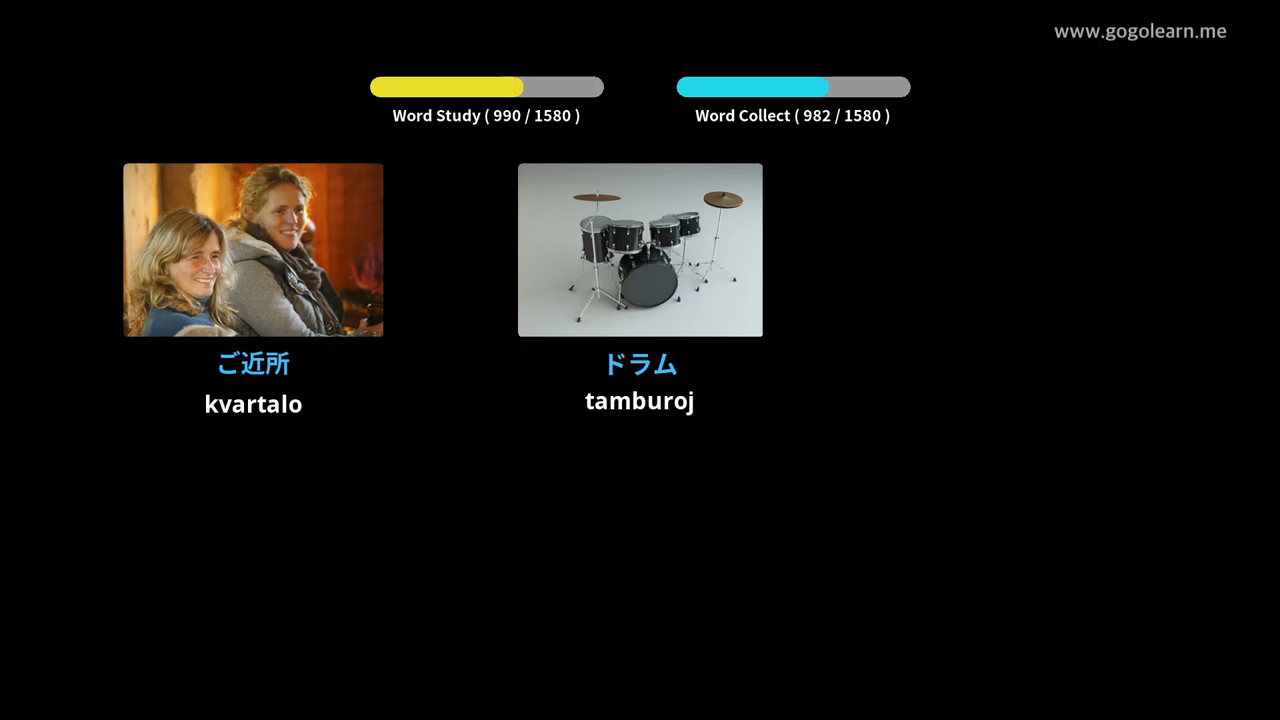 www.gogolearn.me
Word Study ( 990 / 1580 )
Word Collect ( 982 / 1580 )
ご近所
kvartalo
ドラム
tamburoj